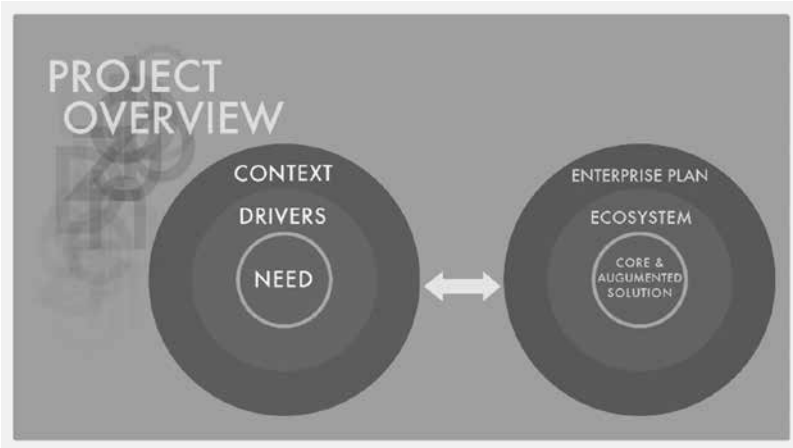 PROJECT
OVERVIEW
CONTEXT
DRIVERS
NEED
ENTERPRISE PLAN
ECOSYSTEM
CORE &
AUGUMENTED
SOLUTION